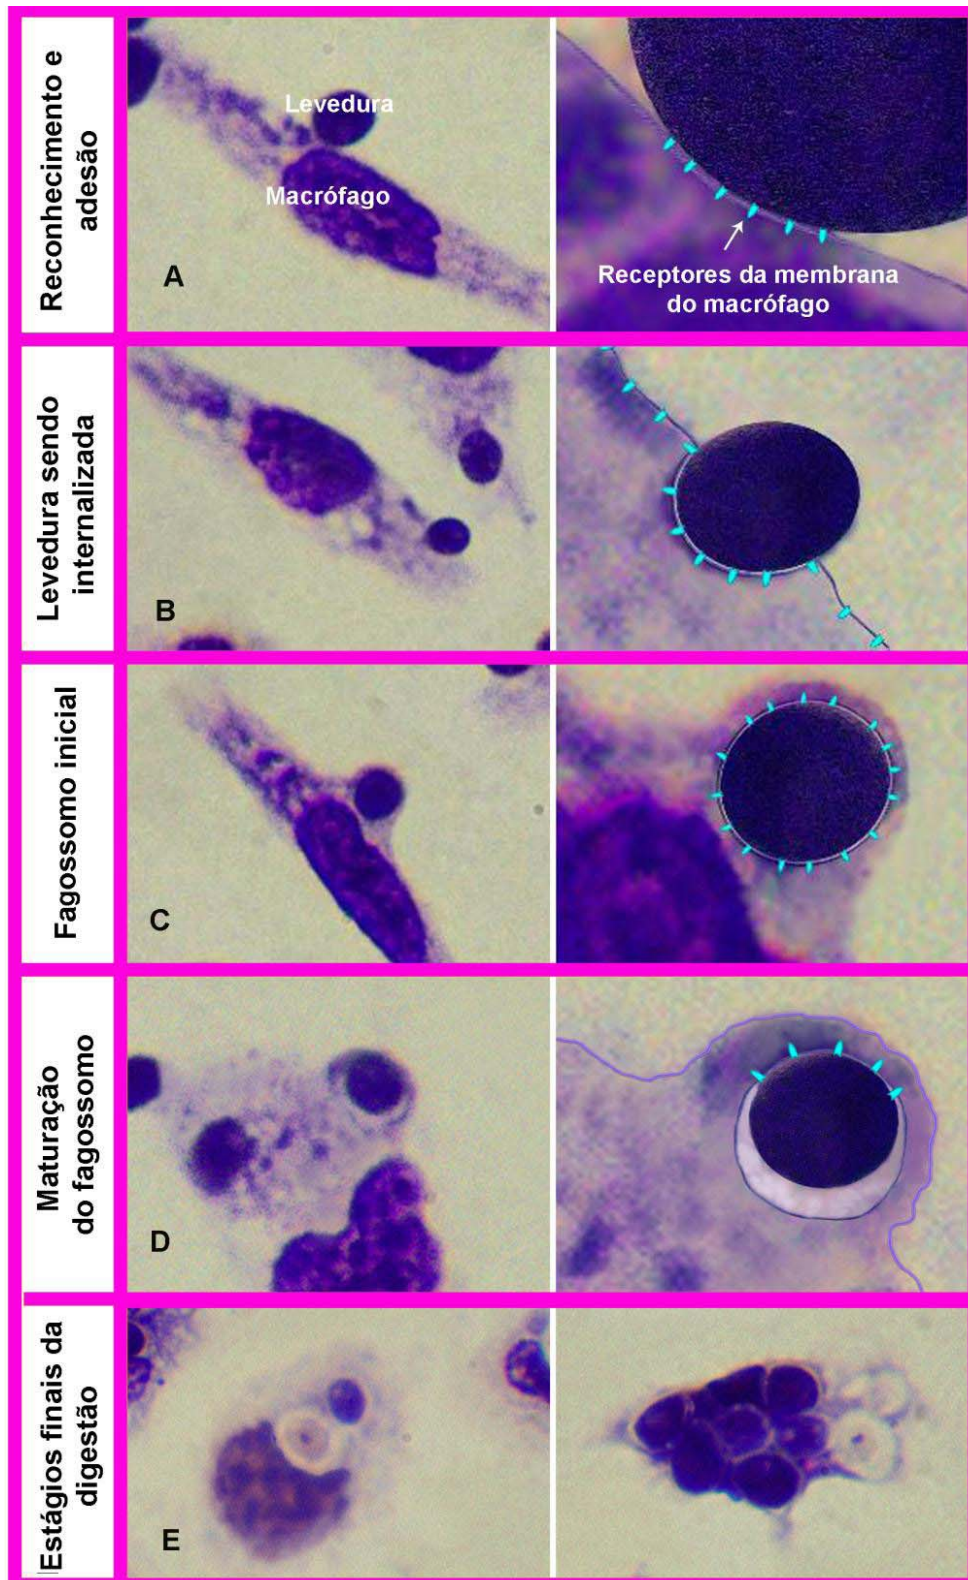 Reconhecimento e
adesão
Levedura
Macrófago
A
Receptores da membrana
do macrófago
Levedura sendo
internalizada
B
Fagossomo inicial
C
Maturação
do fagossomo
D
Estágios finais da
digestão
E